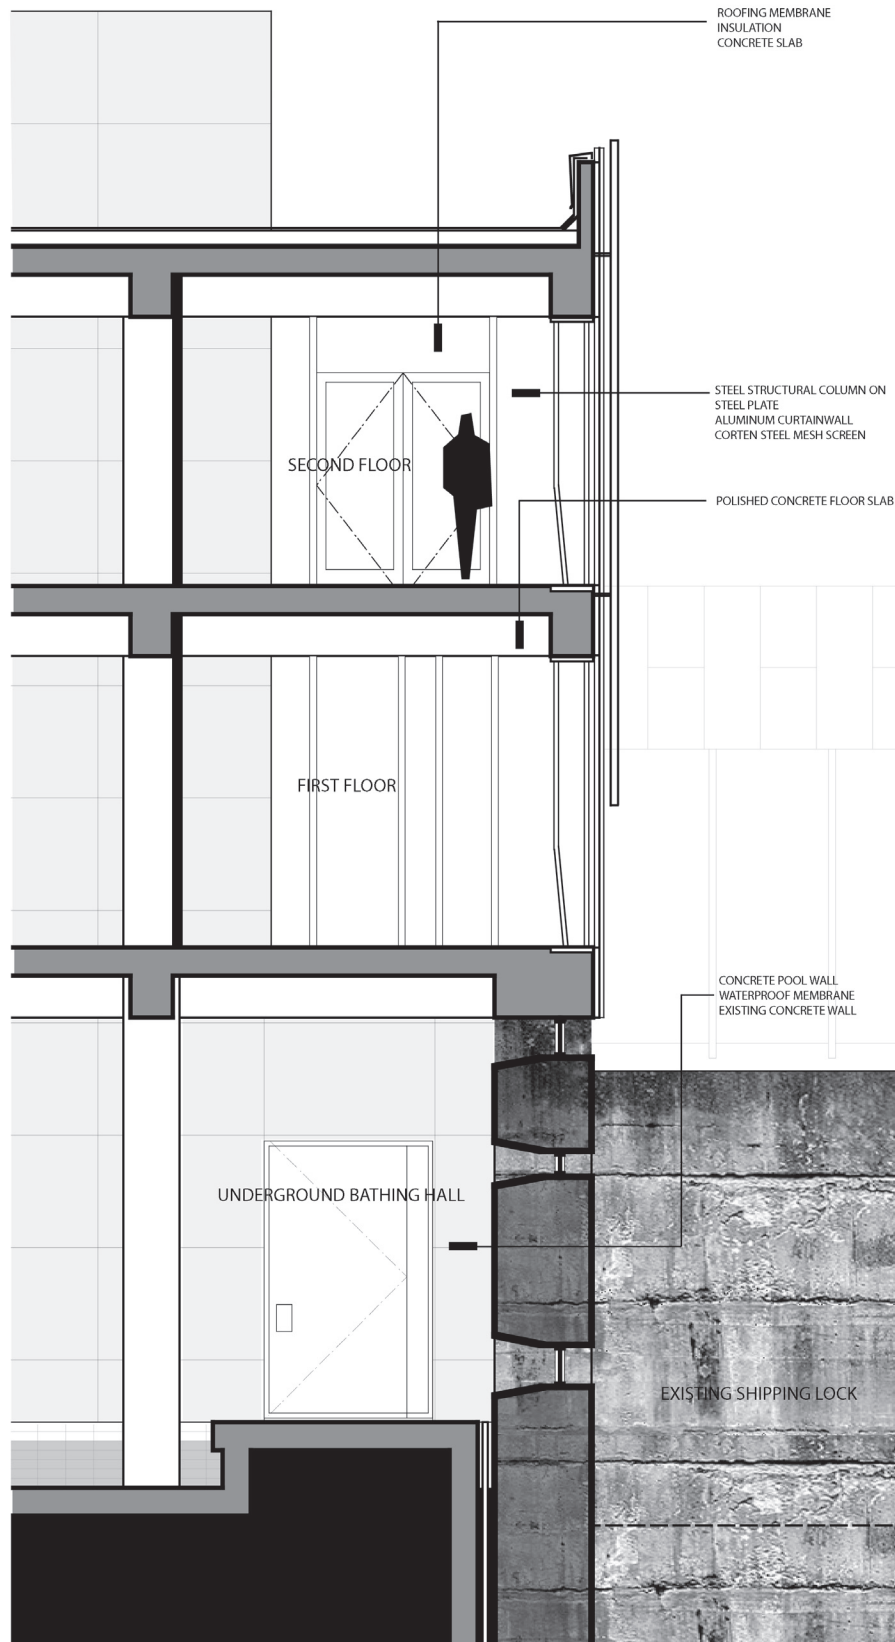 ROOFING MEMBRANE
INSULATION
CONCRETE SLAB
STEEL STRUCTURAL COLUMN ON
STEEL PLATE
ALUMINUM CURTAINWALL
CORTEN STEEL MESH SCREEN
SECOND FLOOR
POLISHED CONCRETE FLOOR SLAB
FIRST FLOOR
CONCRETE POOL WALL
WATERPROOF MEMBRANE
EXISTING CONCRETE WALL
UNDERGROUND BATHING HALL
EXISTING SHIPPING LOCK